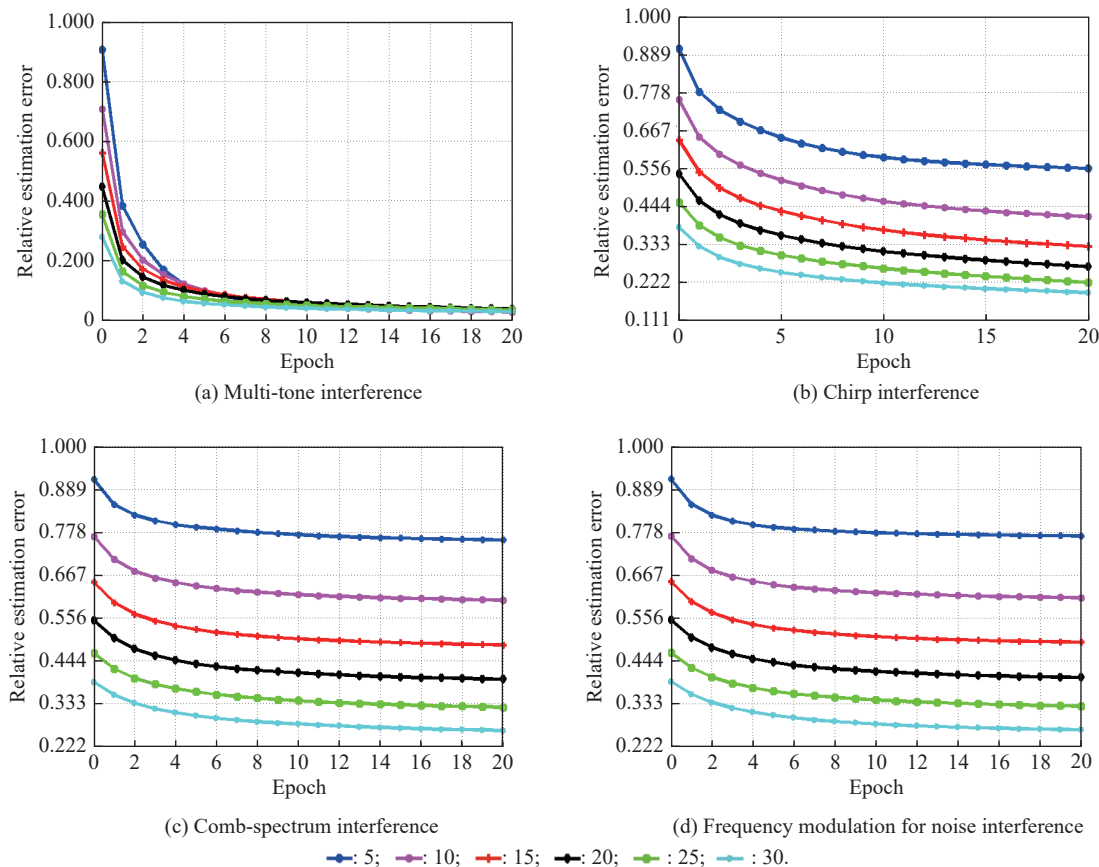 1.000
0.800
0.600
0.400
0.200
0
Relative estimation error
0 2 4 6 8 10 12 14 16 18 20
Epoch
(a) Multi-tone interference
1.000
0.889
0.778
0.667
0.556
0.444
0.333
0.222
0.111
Relative estimation error
0 5 10 15 20
Epoch
(b) Chirp interference
1.000
0.889
0.778
0.667
0.556
0.444
0.333
0.222
Relative estimation error
0 2 4 6 8 10 12 14 16 18 20
Epoch
(c) Comb-spectrum interference
1.000
0.889
0.778
0.667
0.556
0.444
0.333
0.222
Relative estimation error
0 2 4 6 8 10 12 14 16 18 20
Epoch
(d) Frequency modulation for noise interference
: 5; : 10; : 15; : 20; : 25; : 30.